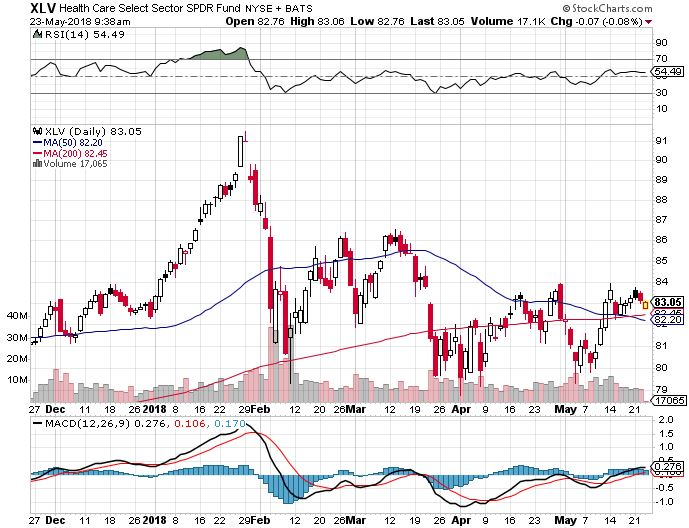 XLV Health Care Select Sector SPDR Fund NYSE + BATS © StockCharts.com
23-May-2018 9:38am Open 82.76 High 83.06 Low 82.76 Last 83.05 Volume 17.1K Chg -0.07 (-0.08%)
RSI(14) 54.49
90
70
54.49
50
30
10
XLV (Daily) 83.05
MA(50) 82.20
MA(200) 82.45
Volume 17,065
91
90
89
88
87
86
85
84
83.05
82.45
82.20
81
80
79
40M
30M
20M
10M
17065
27 Dec 11 18 2018 8 16 22 29 Feb 12 20 Mar 12 19 26 Apr 9 16 23 May 7 14 21
MACD(12,26,9) 0.276, 0.106, 0.170
2.0
1.5
1.0
0.5
0.276
-0.5
-1.0
27 Dec 11 18 2018 8 16 22 29 Feb 12 20 Mar 12 19 26 Apr 9 16 23 May 7 14 21